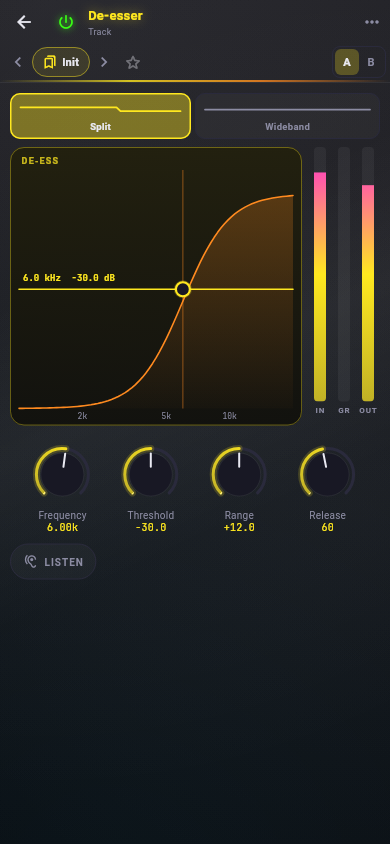 De-esser
Track
Init
A B
Split
Wideband
DE-ESS
6.0 kHz -30.0 dB
2k 5k 10k
IN GR OUT
Frequency Threshold Range Release
6.00k -30.0 +12.0 60
LISTEN